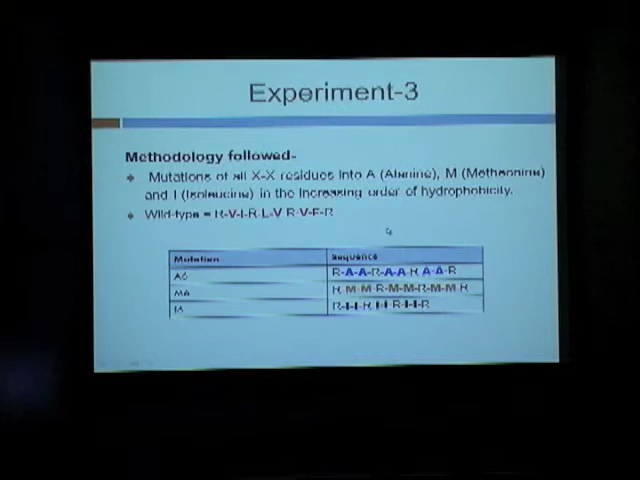 Experiment-3
Methodology followed-
Mutations of all X-X residues into A (Alanine), M (Methionine)
and I (Isoleucine) in the increasing order of hydrophobicity.
Wild-type = R-V-I-R-L-V-R-V-F-R
Mutation Sequence
A6 R-A-A-R-A-A-R-A-A-R
M6 R-M-M-R-M-M-R-M-M-R
I6 R-I-I-R-I-I-R-I-I-R